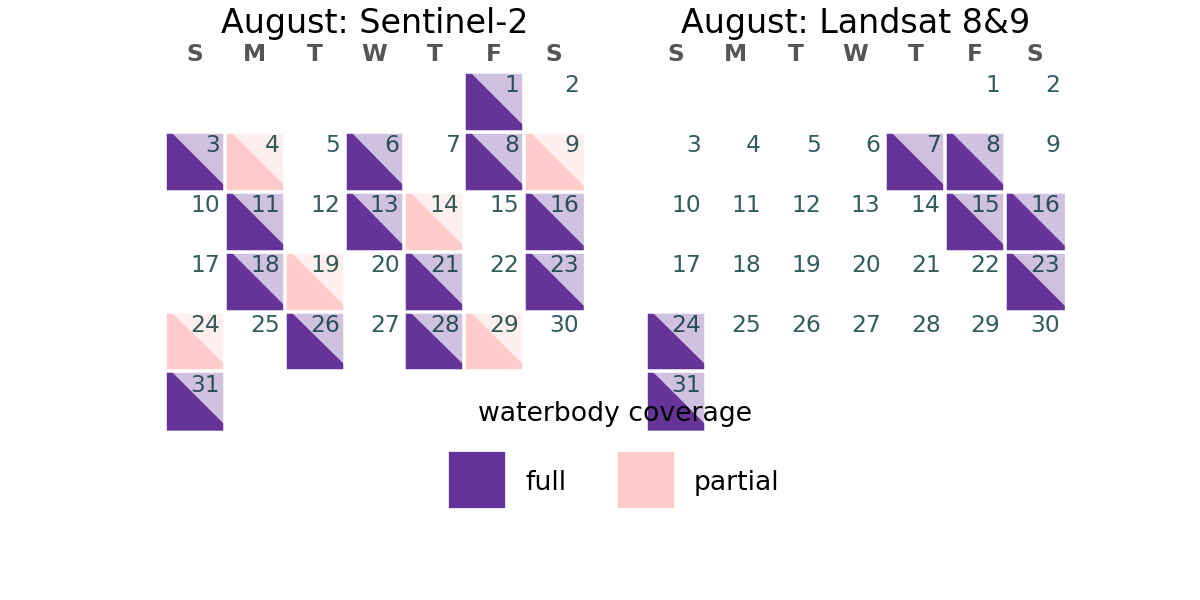 August: Sentinel-2
S M T W T F S
1 2
3 4 5 6 7 8 9
10 11 12 13 14 15 16
17 18 19 20 21 22 23
24 25 26 27 28 29 30
31
August: Landsat 8&9
S M T W T F S
1 2
3 4 5 6 7 8 9
10 11 12 13 14 15 16
17 18 19 20 21 22 23
24 25 26 27 28 29 30
31
waterbody coverage
full partial